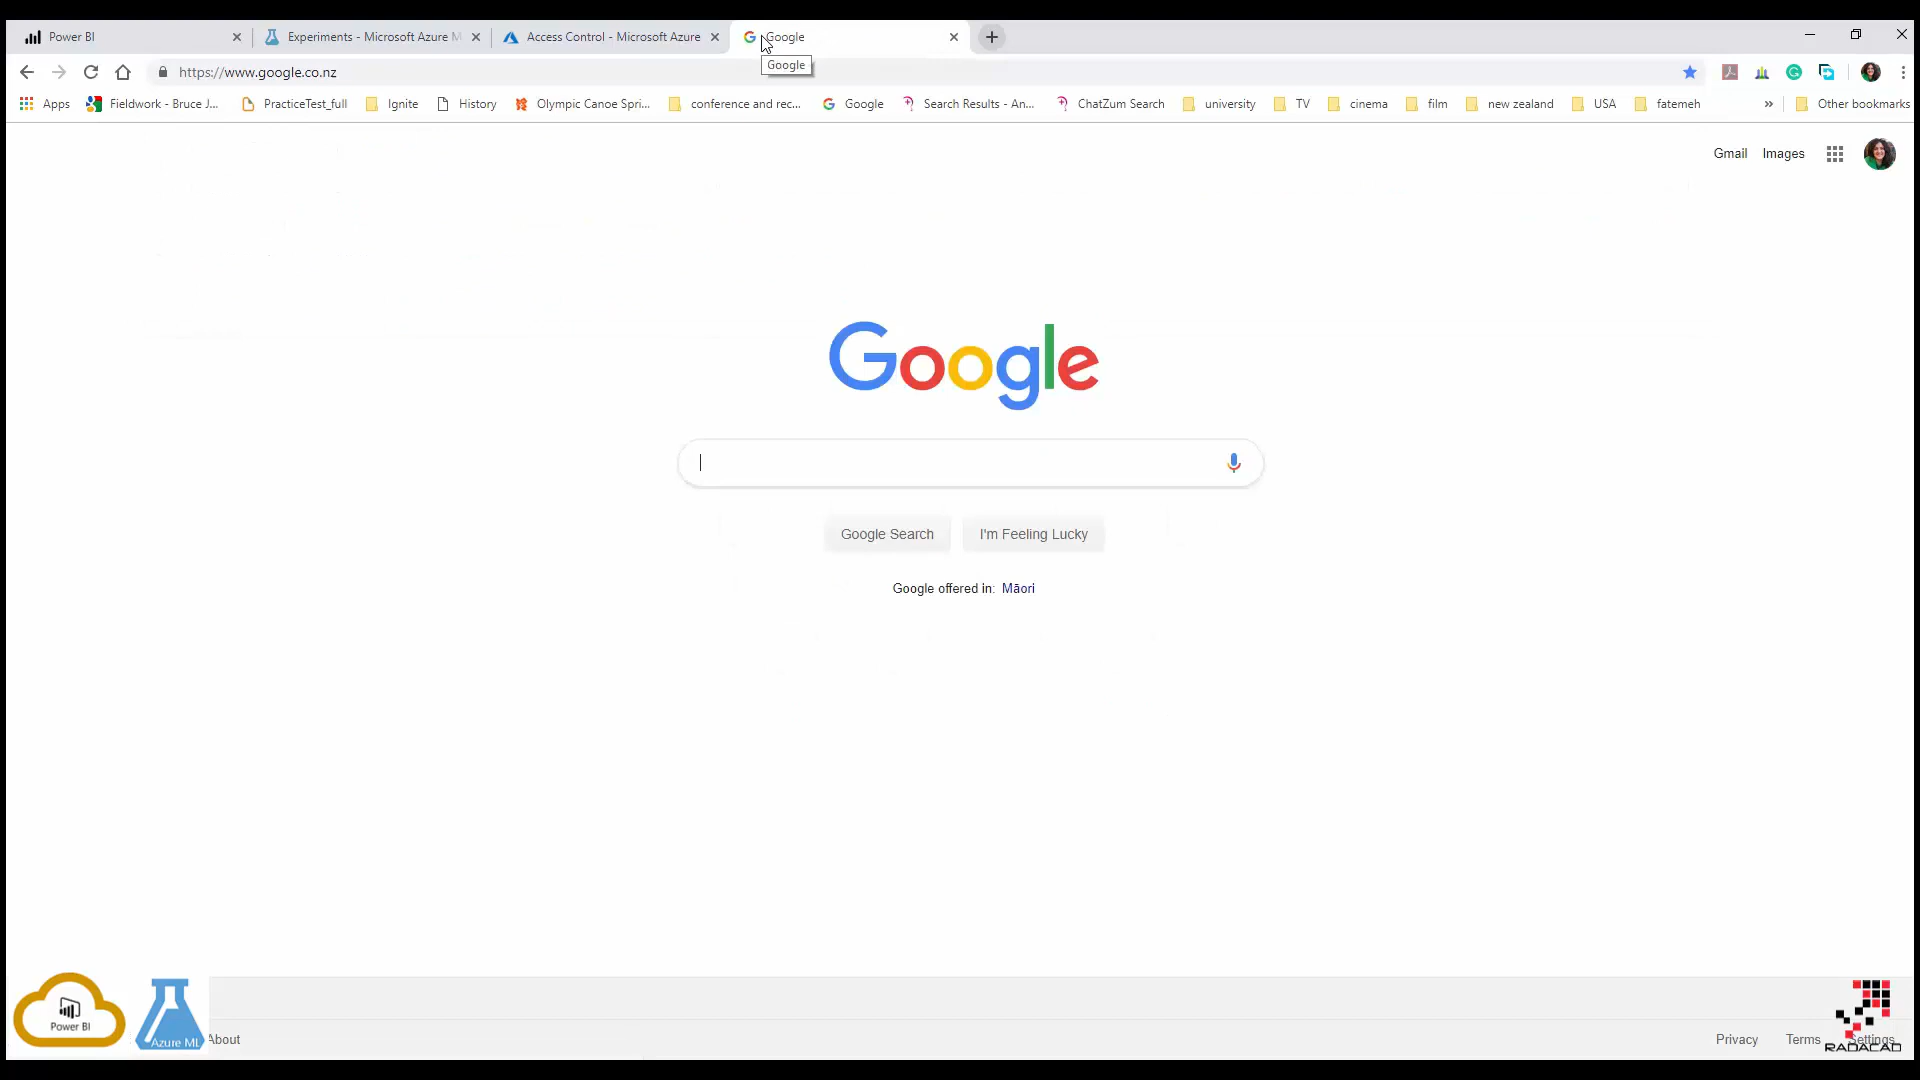 Power BI
Experiments - Microsoft Azure M
Access Control - Microsoft Azure
Google
Google
https://www.google.co.nz
Apps
Fieldwork - Bruce J...
PracticeTest_full
Ignite
History
Olympic Canoe Spri...
conference and rec...
Google
Search Results - An...
ChatZum Search
university
TV
cinema
film
new zealand
USA
fatemeh
»
Other bookmarks
Gmail
Images
Google
Google Search
I'm Feeling Lucky
Google offered in: Māori
Power BI
Azure ML
About
Privacy
Terms
Settings
RADACAD